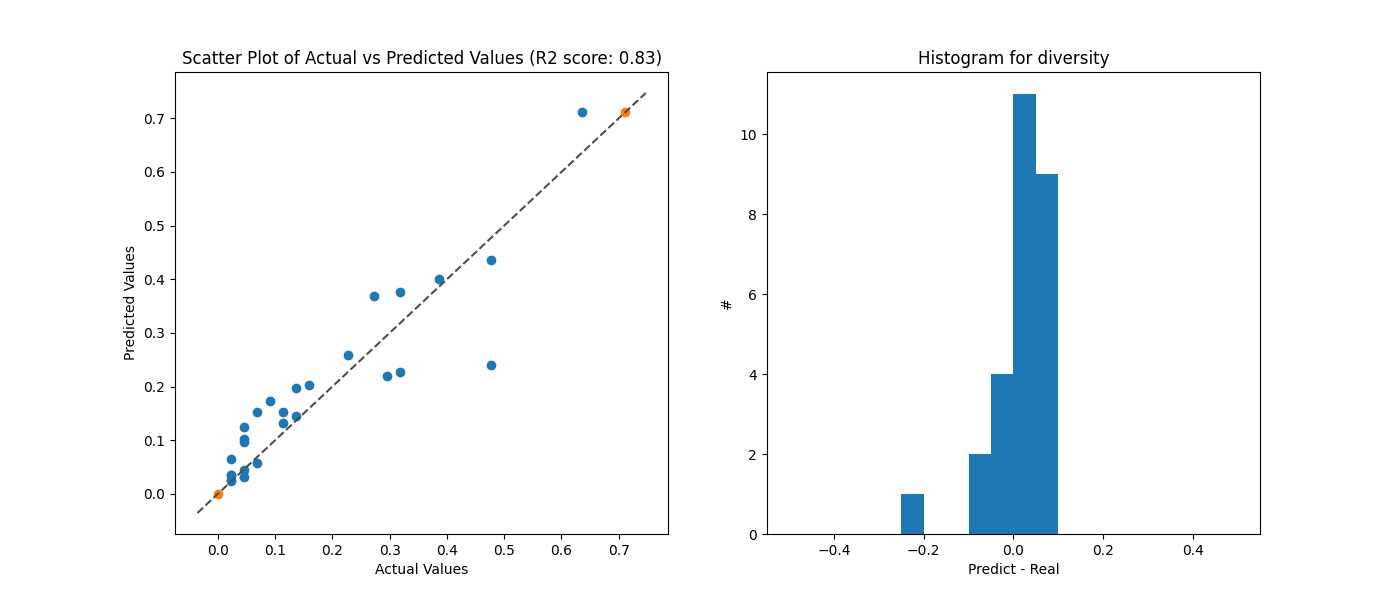 Scatter Plot of Actual vs Predicted Values (R2 score: 0.83)
0.7
0.6
0.5
0.4
0.3
0.2
0.1
0.0
Predicted Values
0.0 0.1 0.2 0.3 0.4 0.5 0.6 0.7
Actual Values
Histogram for diversity
10
8
6
4
2
0
#
−0.4 −0.2 0.0 0.2 0.4
Predict - Real